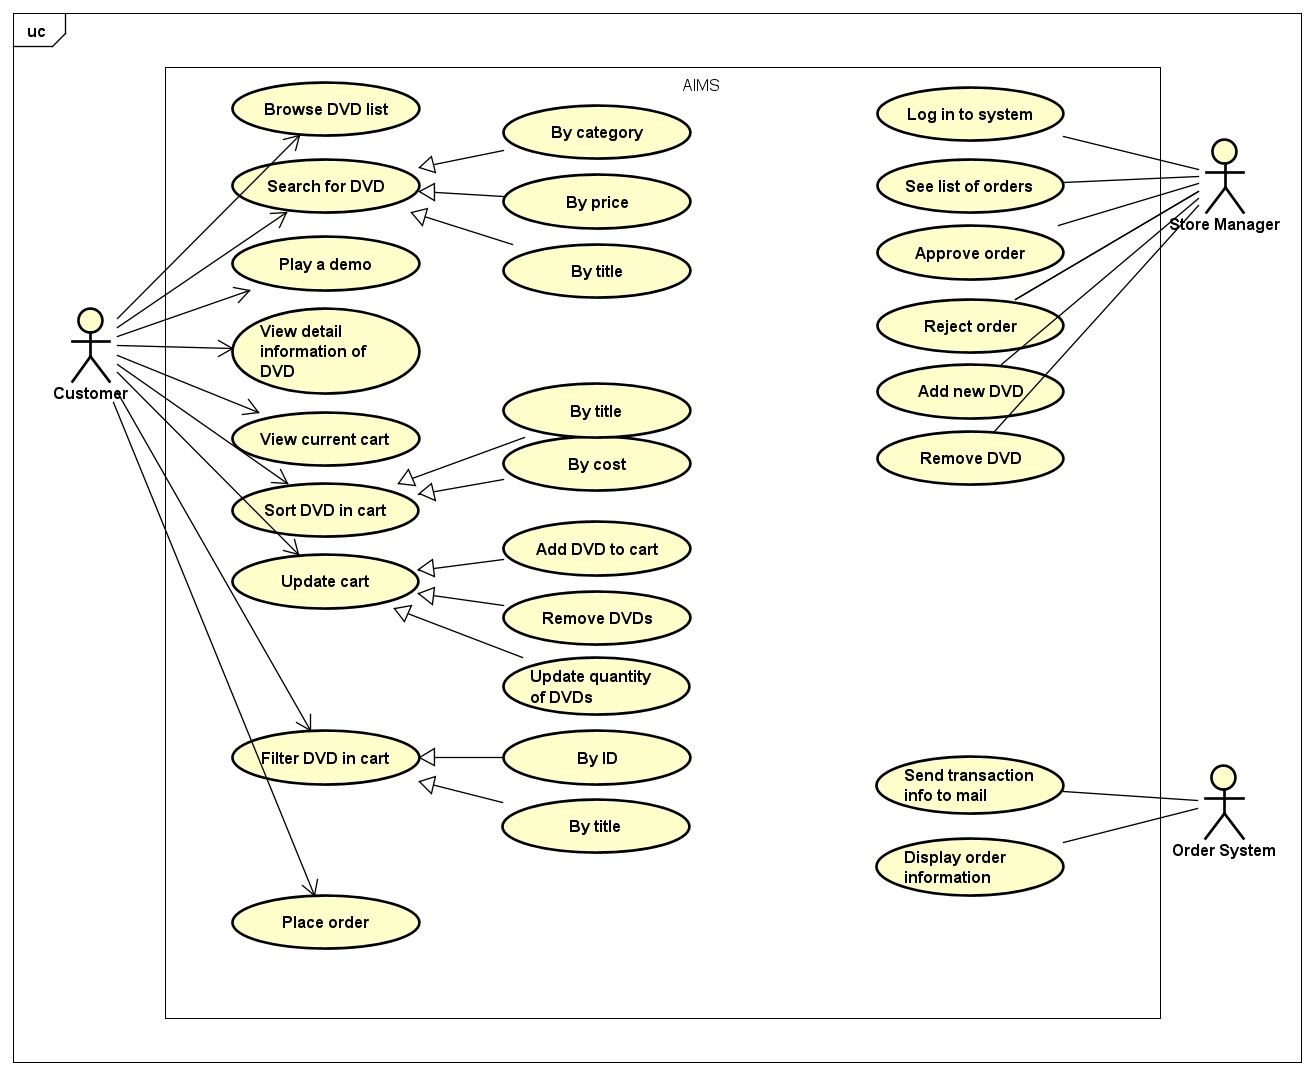 uc
AIMS
Browse DVD list
Search for DVD
Play a demo
View detail
information of
DVD
View current cart
Sort DVD in cart
Update cart
Filter DVD in cart
Place order
Customer
By category
By price
By title
By title
By cost
Add DVD to cart
Remove DVDs
Update quantity
of DVDs
By ID
By title
Log in to system
See list of orders
Approve order
Reject order
Add new DVD
Remove DVD
Store Manager
Send transaction
info to mail
Display order
information
Order System